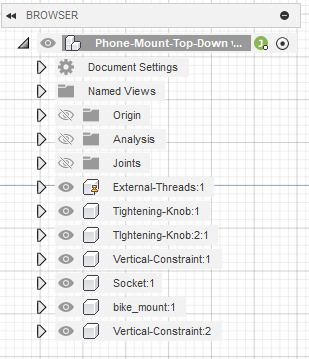 BROWSER
Phone-Mount-Top-Down
Document Settings
Named Views
Origin
Analysis
Joints
External-Threads:1
Tightening-Knob:1
TIghtening-Knob:2:1
Vertical-Constraint:1
Socket:1
bike_mount:1
Vertical-Constraint:2